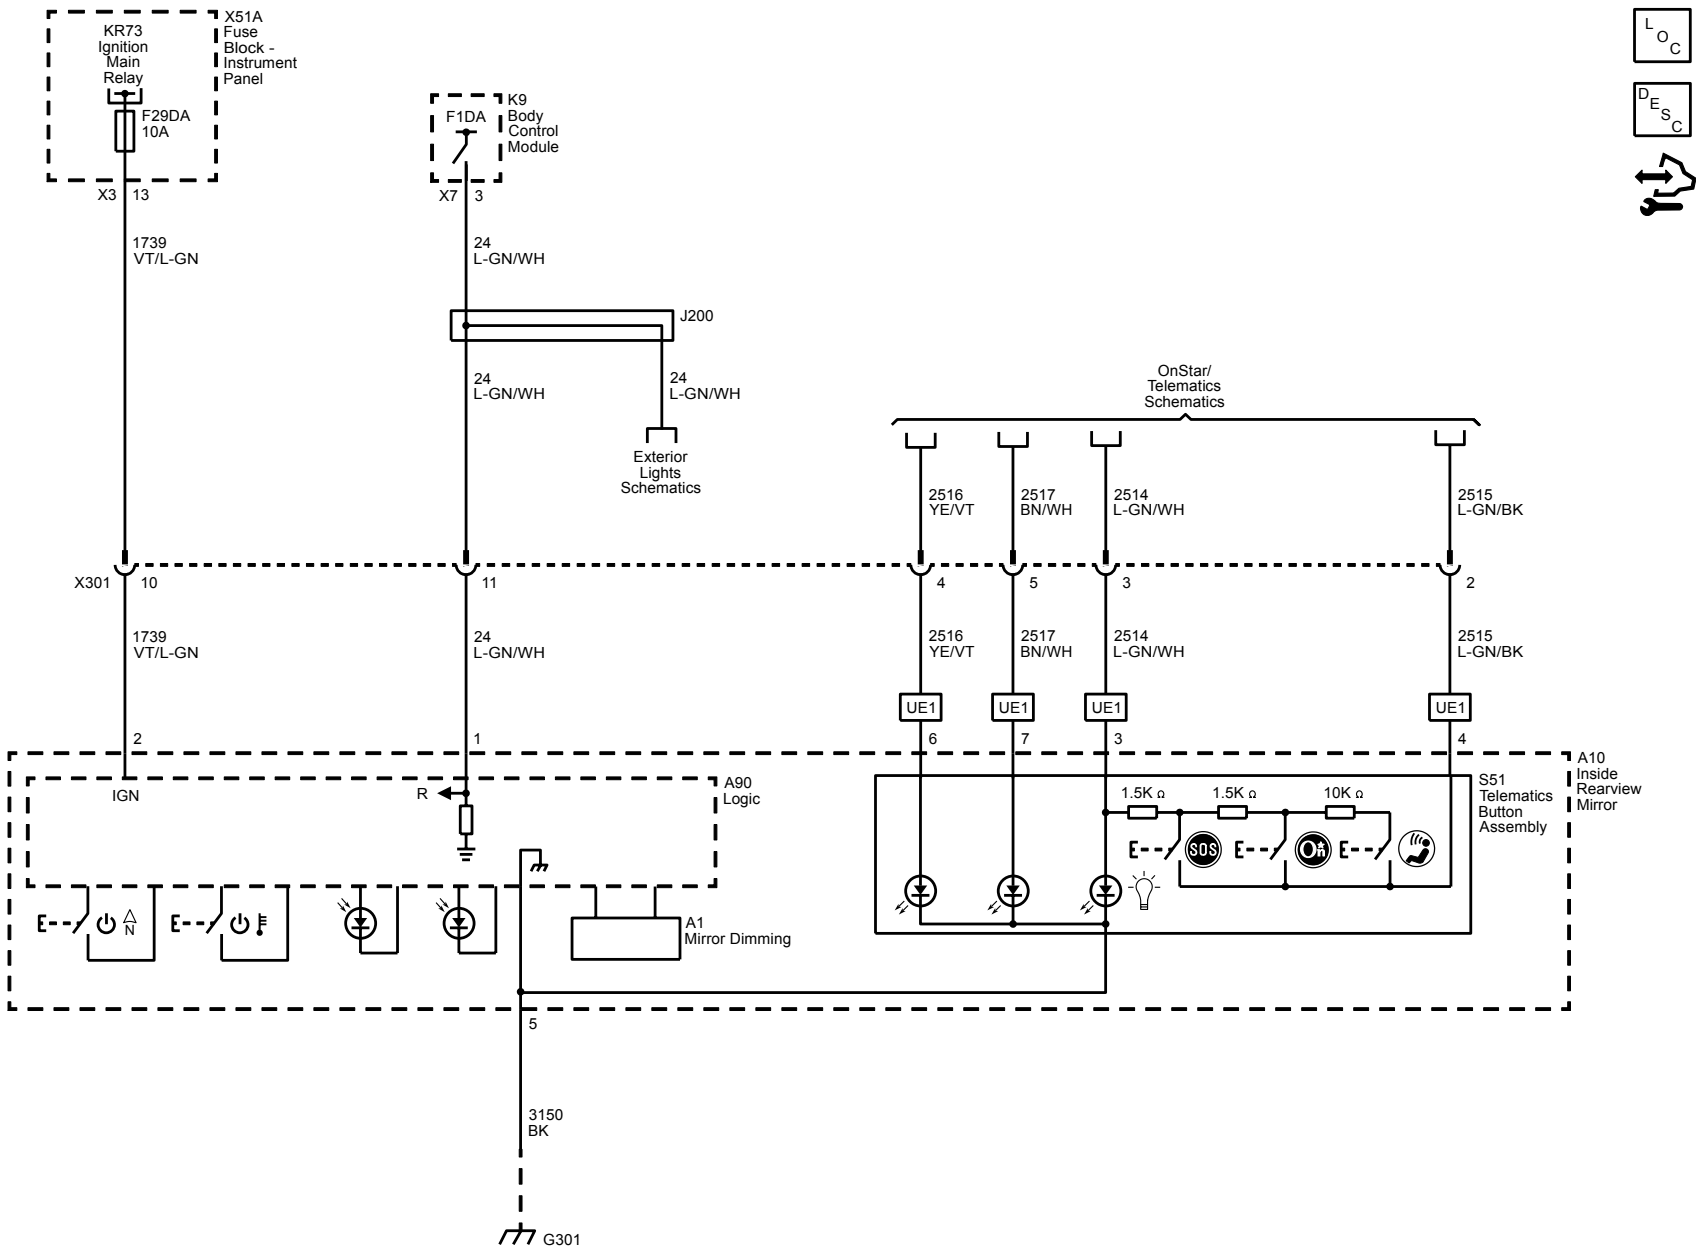 X51A
Fuse
Block -
Instrument
Panel
KR73
Ignition
Main
Relay
F29DA
10A
X3 13
K9
Body
Control
Module
F1DA
X7 3
L
O
C
D
E
S
C
1739
VT/L-GN
24
L-GN/WH
J200
24
L-GN/WH
24
L-GN/WH
Exterior
Lights
Schematics
OnStar/
Telematics
Schematics
2516
YE/VT
2517
BN/WH
2514
L-GN/WH
2515
L-GN/BK
X301 10 11 4 5 3 2
1739
VT/L-GN
24
L-GN/WH
2516
YE/VT
2517
BN/WH
2514
L-GN/WH
2515
L-GN/BK
UE1 UE1 UE1 UE1
2 1 6 7 3 4
A10
Inside
Rearview
Mirror
IGN
R
A90
Logic
S51
Telematics
Button
Assembly
1.5K Ω 1.5K Ω 10K Ω
SOS
On
N
A1
Mirror Dimming
5
3150
BK
G301